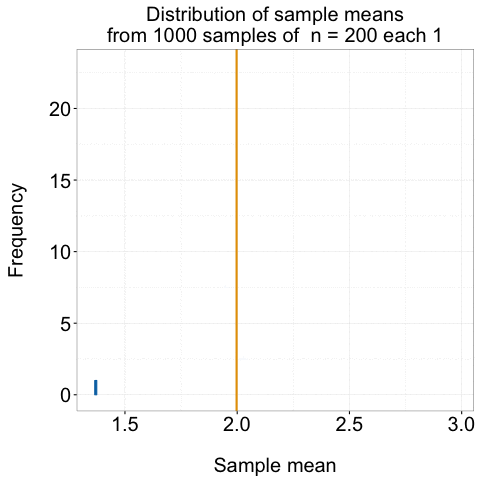 Distribution of sample means
from 1000 samples of  n = 200 each 1
Frequency
20
15
10
5
0
1.5 2.0 2.5 3.0
Sample mean